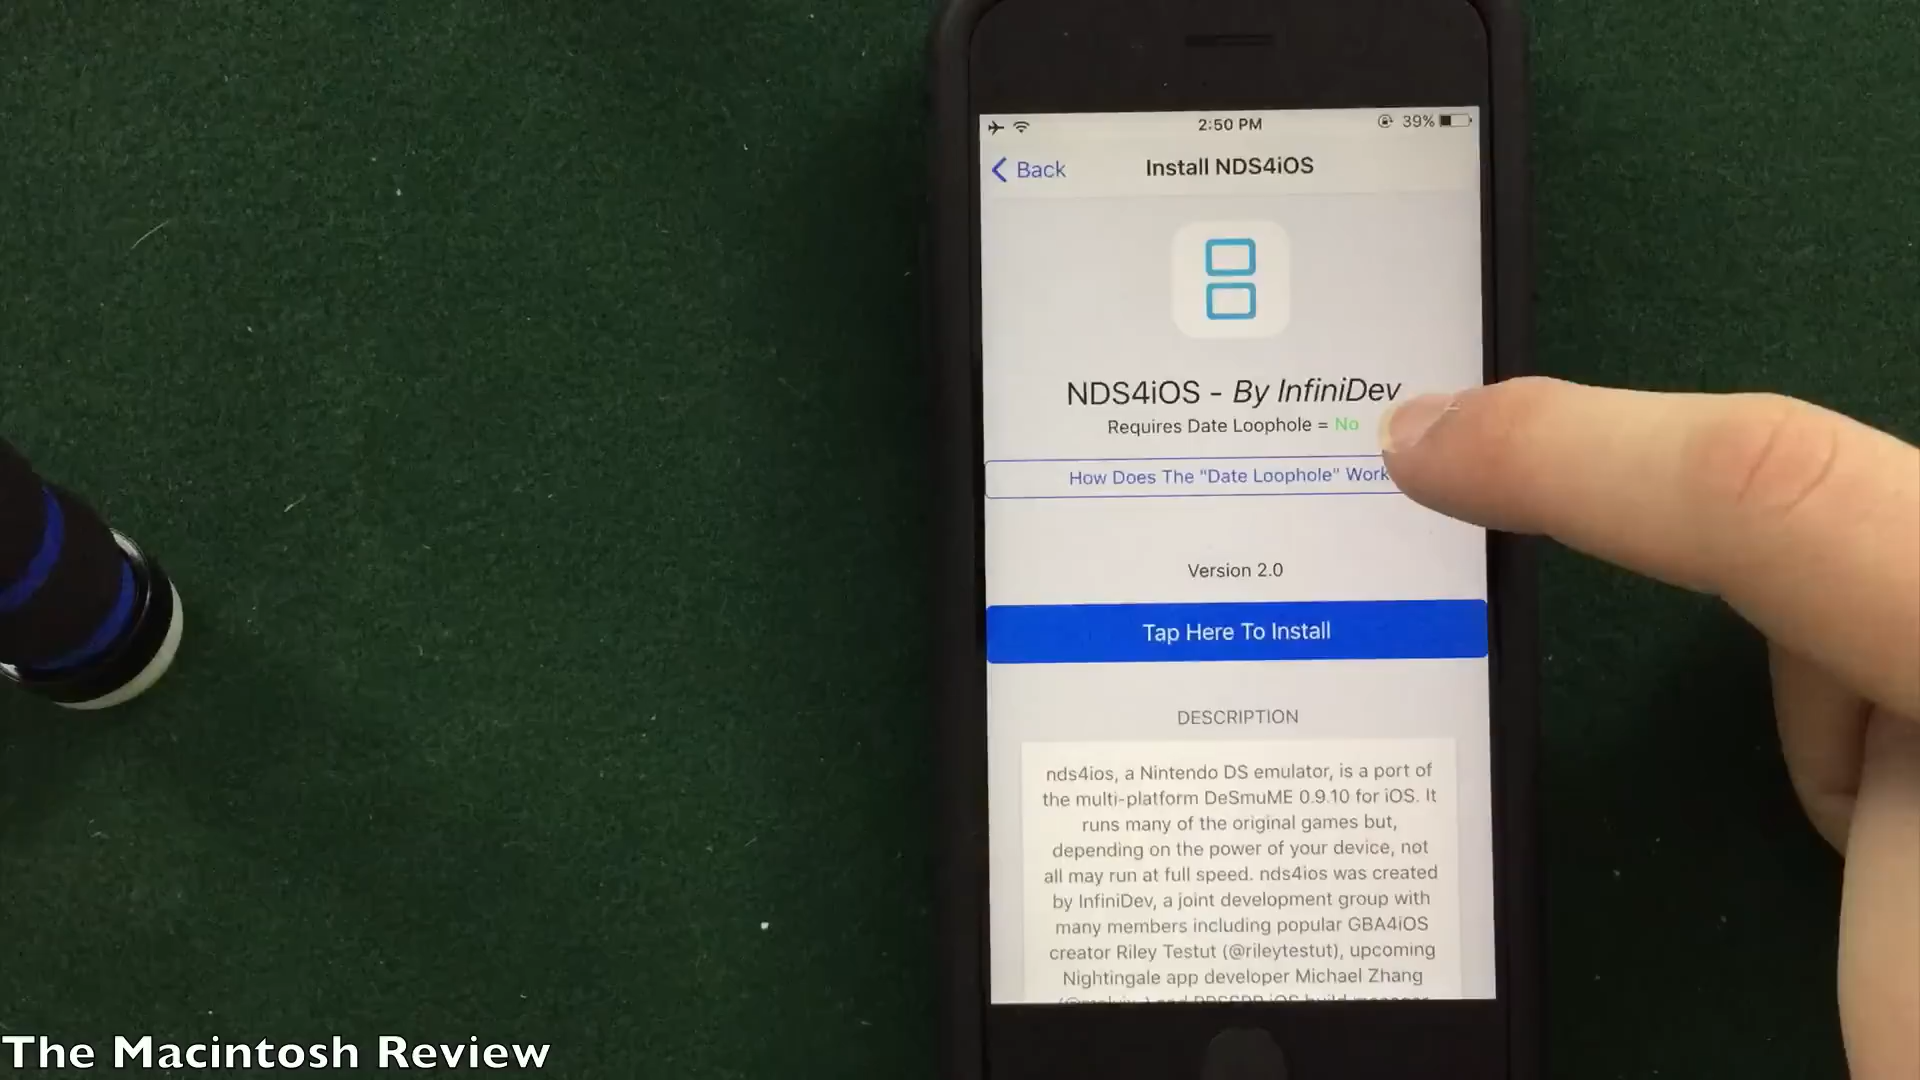 2:50 PM
39%
Back
Install NDS4iOS
NDS4iOS - By InfiniDev
Requires Date Loophole = No
How Does The "Date Loophole" Work
Version 2.0
Tap Here To Install
DESCRIPTION
nds4ios, a Nintendo DS emulator, is a port of
the multi-platform DeSmuME 0.9.10 for iOS. It
runs many of the original games but,
depending on the power of your device, not
all may run at full speed. nds4ios was created
by InfiniDev, a joint development group with
many members including popular GBA4iOS
creator Riley Testut (@rileytestut), upcoming
Nightingale app developer Michael Zhang
The Macintosh Review